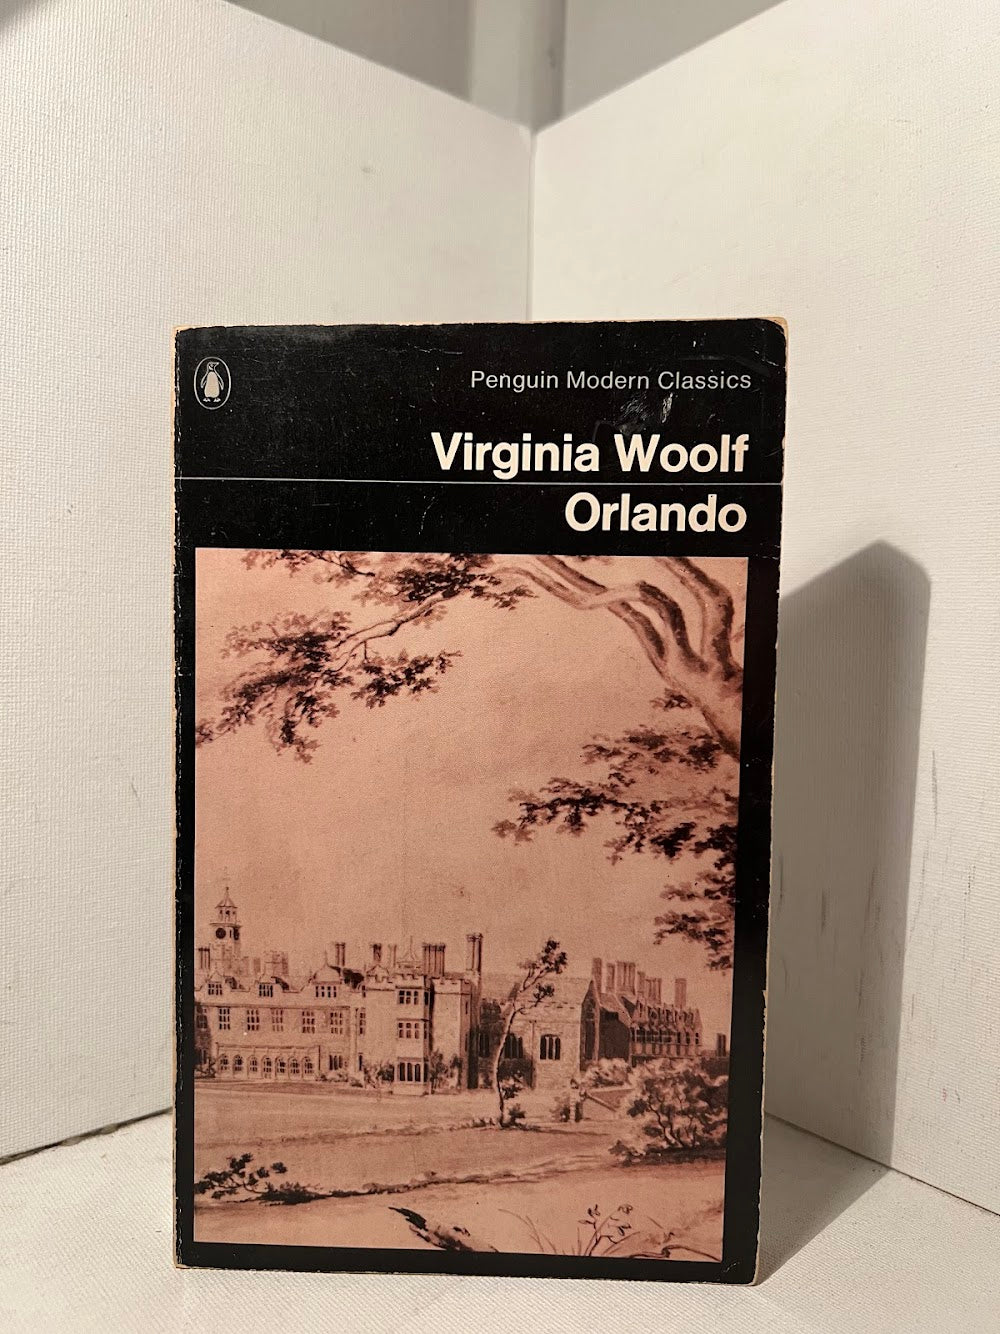 Penguin Modern Classics
Virginia Woolf
Orlando